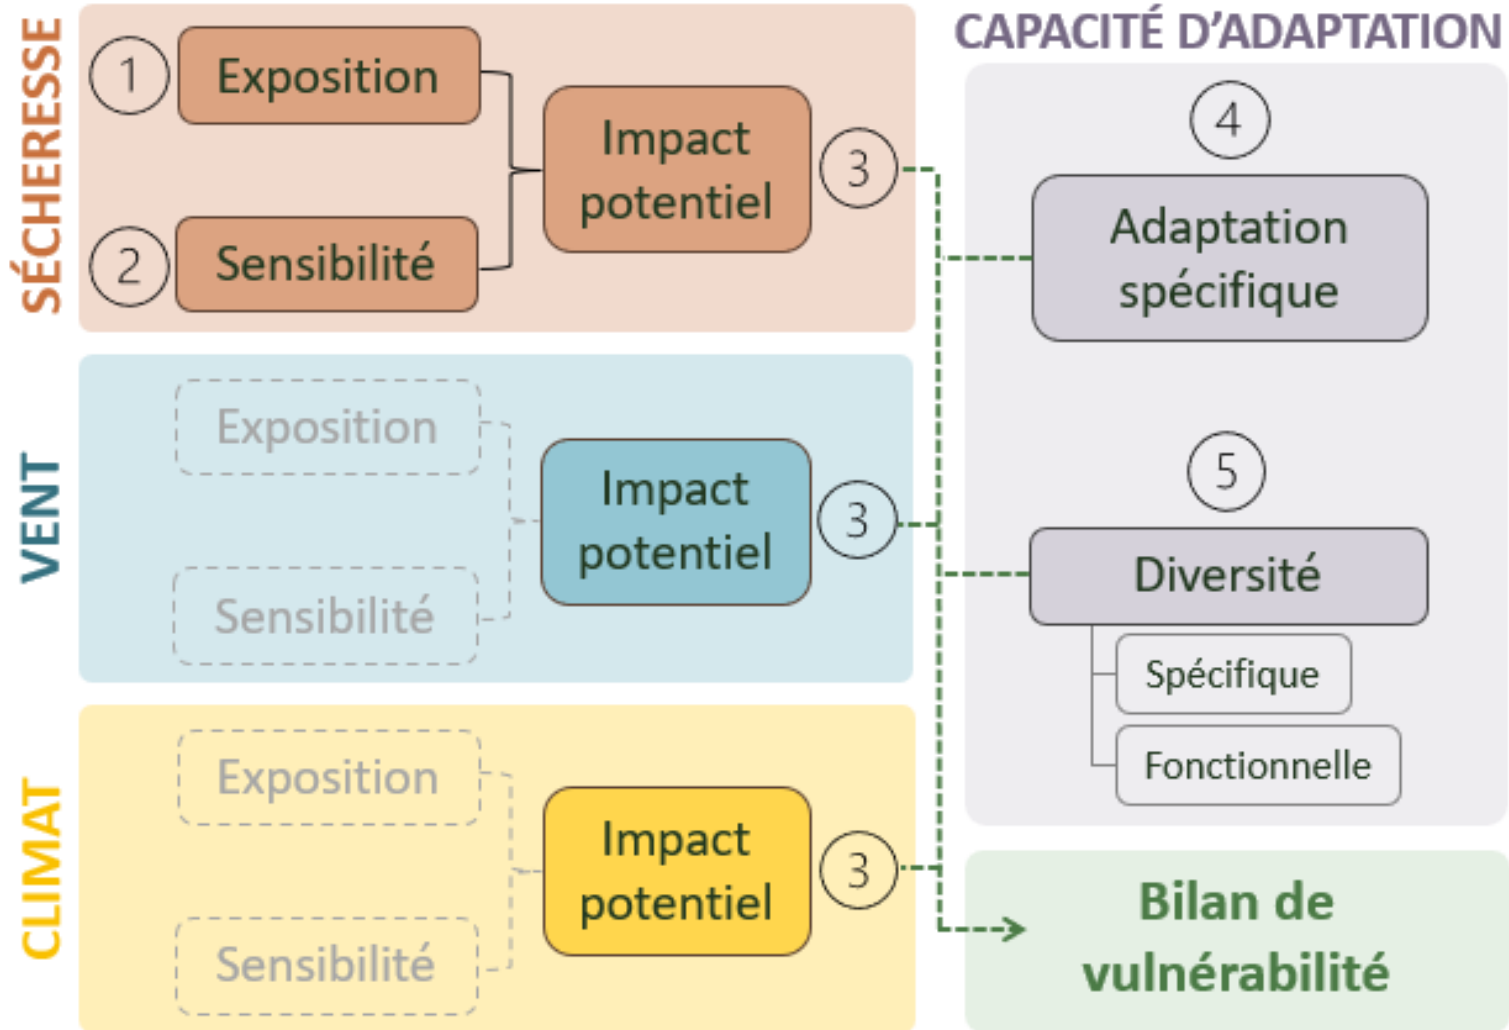 SÉCHERESSE
1
Exposition
2
Sensibilité
Impact
potentiel
3
VENT
Exposition
Sensibilité
Impact
potentiel
3
CLIMAT
Exposition
Sensibilité
Impact
potentiel
3
CAPACITÉ D’ADAPTATION
4
Adaptation
spécifique
5
Diversité
Spécifique
Fonctionnelle
Bilan de
vulnérabilité